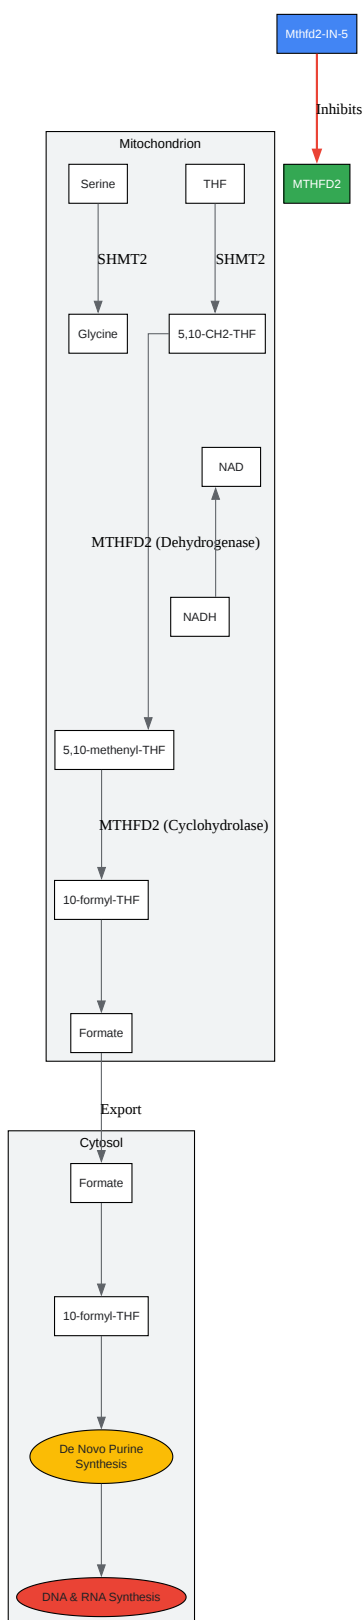 Mthfd2-IN-5
Inhibits
MTHFD2
Mitochondrion
Serine
THF
SHMT2
SHMT2
Glycine
5,10-CH2-THF
NAD
MTHFD2 (Dehydrogenase)
NADH
5,10-methenyl-THF
MTHFD2 (Cyclohydrolase)
10-formyl-THF
Formate
Export
Cytosol
Formate
10-formyl-THF
De Novo Purine
Synthesis
DNA & RNA Synthesis